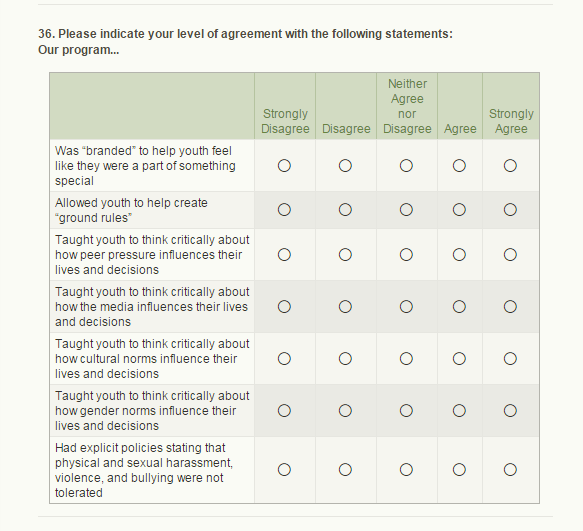 36. Please indicate your level of agreement with the following statements:
Our program...
Strongly Disagree
Disagree
Neither Agree nor Disagree
Agree
Strongly Agree
Was “branded” to help youth feel
like they were a part of something
special
Allowed youth to help create
“ground rules”
Taught youth to think critically about
how peer pressure influences their
lives and decisions
Taught youth to think critically about
how the media influences their lives
and decisions
Taught youth to think critically about
how cultural norms influence their
lives and decisions
Taught youth to think critically about
how gender norms influence their
lives and decisions
Had explicit policies stating that
physical and sexual harassment,
violence, and bullying were not
tolerated